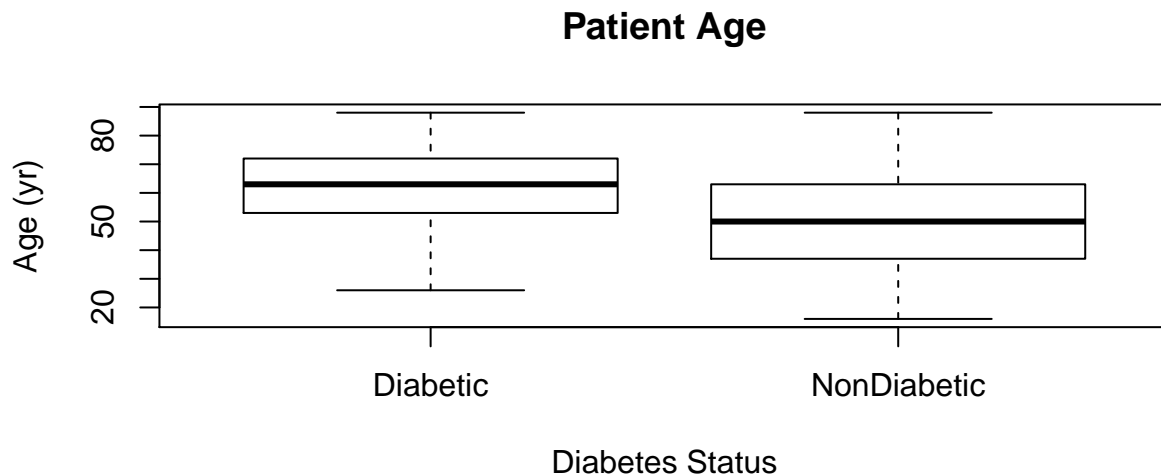 Patient Age
Age (yr)
80
50
20
Diabetic NonDiabetic
Diabetes Status